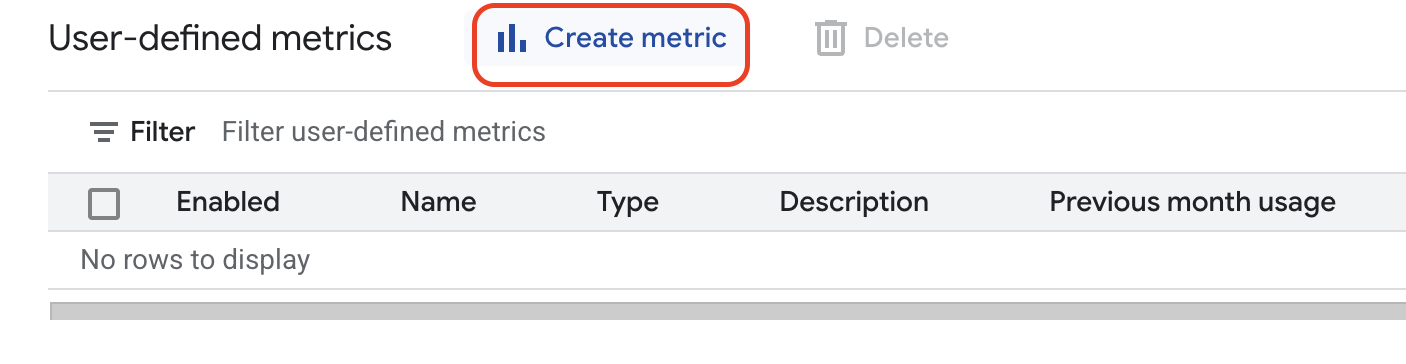 User-defined metrics Create metric Delete
Filter Filter user-defined metrics
Enabled Name Type Description Previous month usage
No rows to display